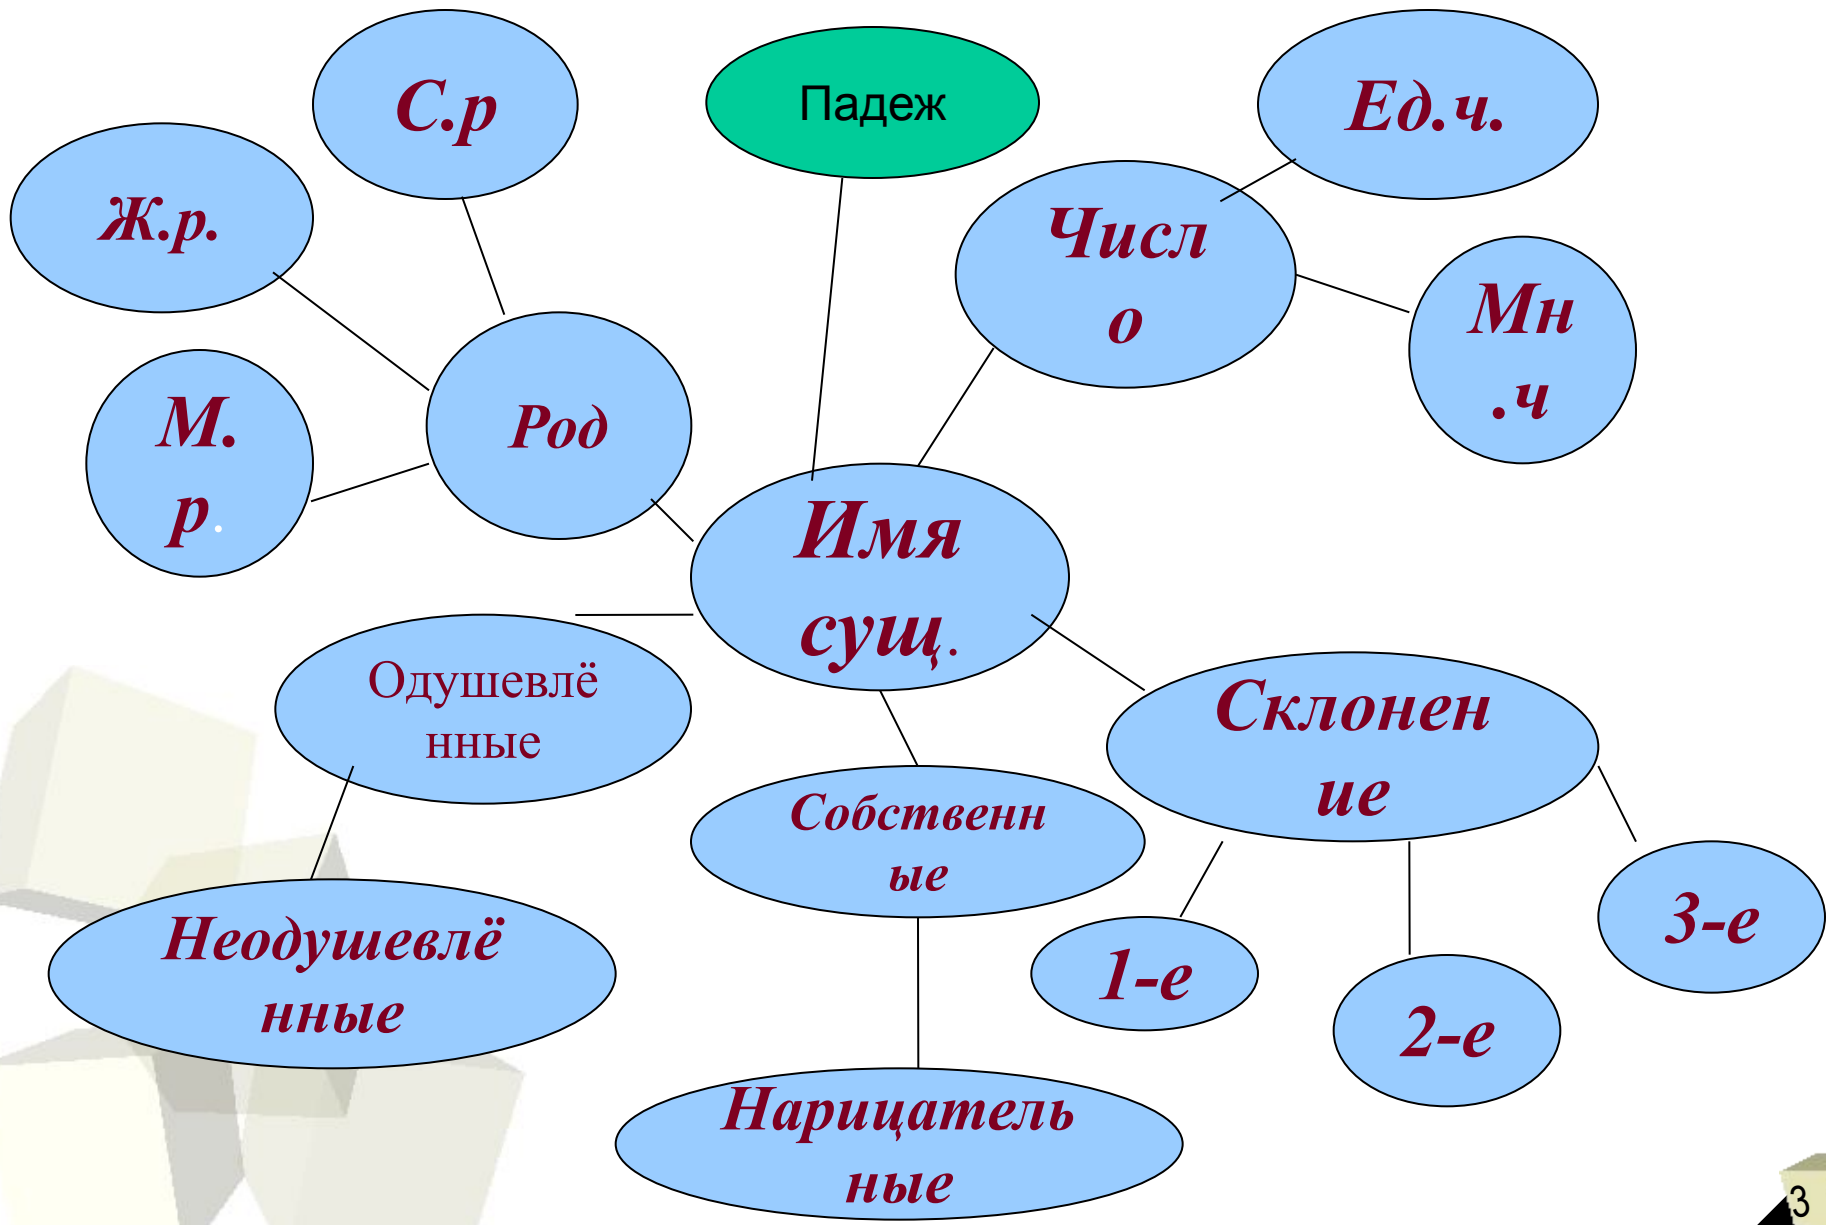 С.р
Падеж
Ед.ч.
Ж.р.
Числ
о
Мн
.ч
М.
р.
Род
Имя
сущ.
Одушевлё
нные
Склонен
ие
Собственн
ые
Неодушевлё
нные
1-е
2-е
3-е
Нарицатель
ные
3